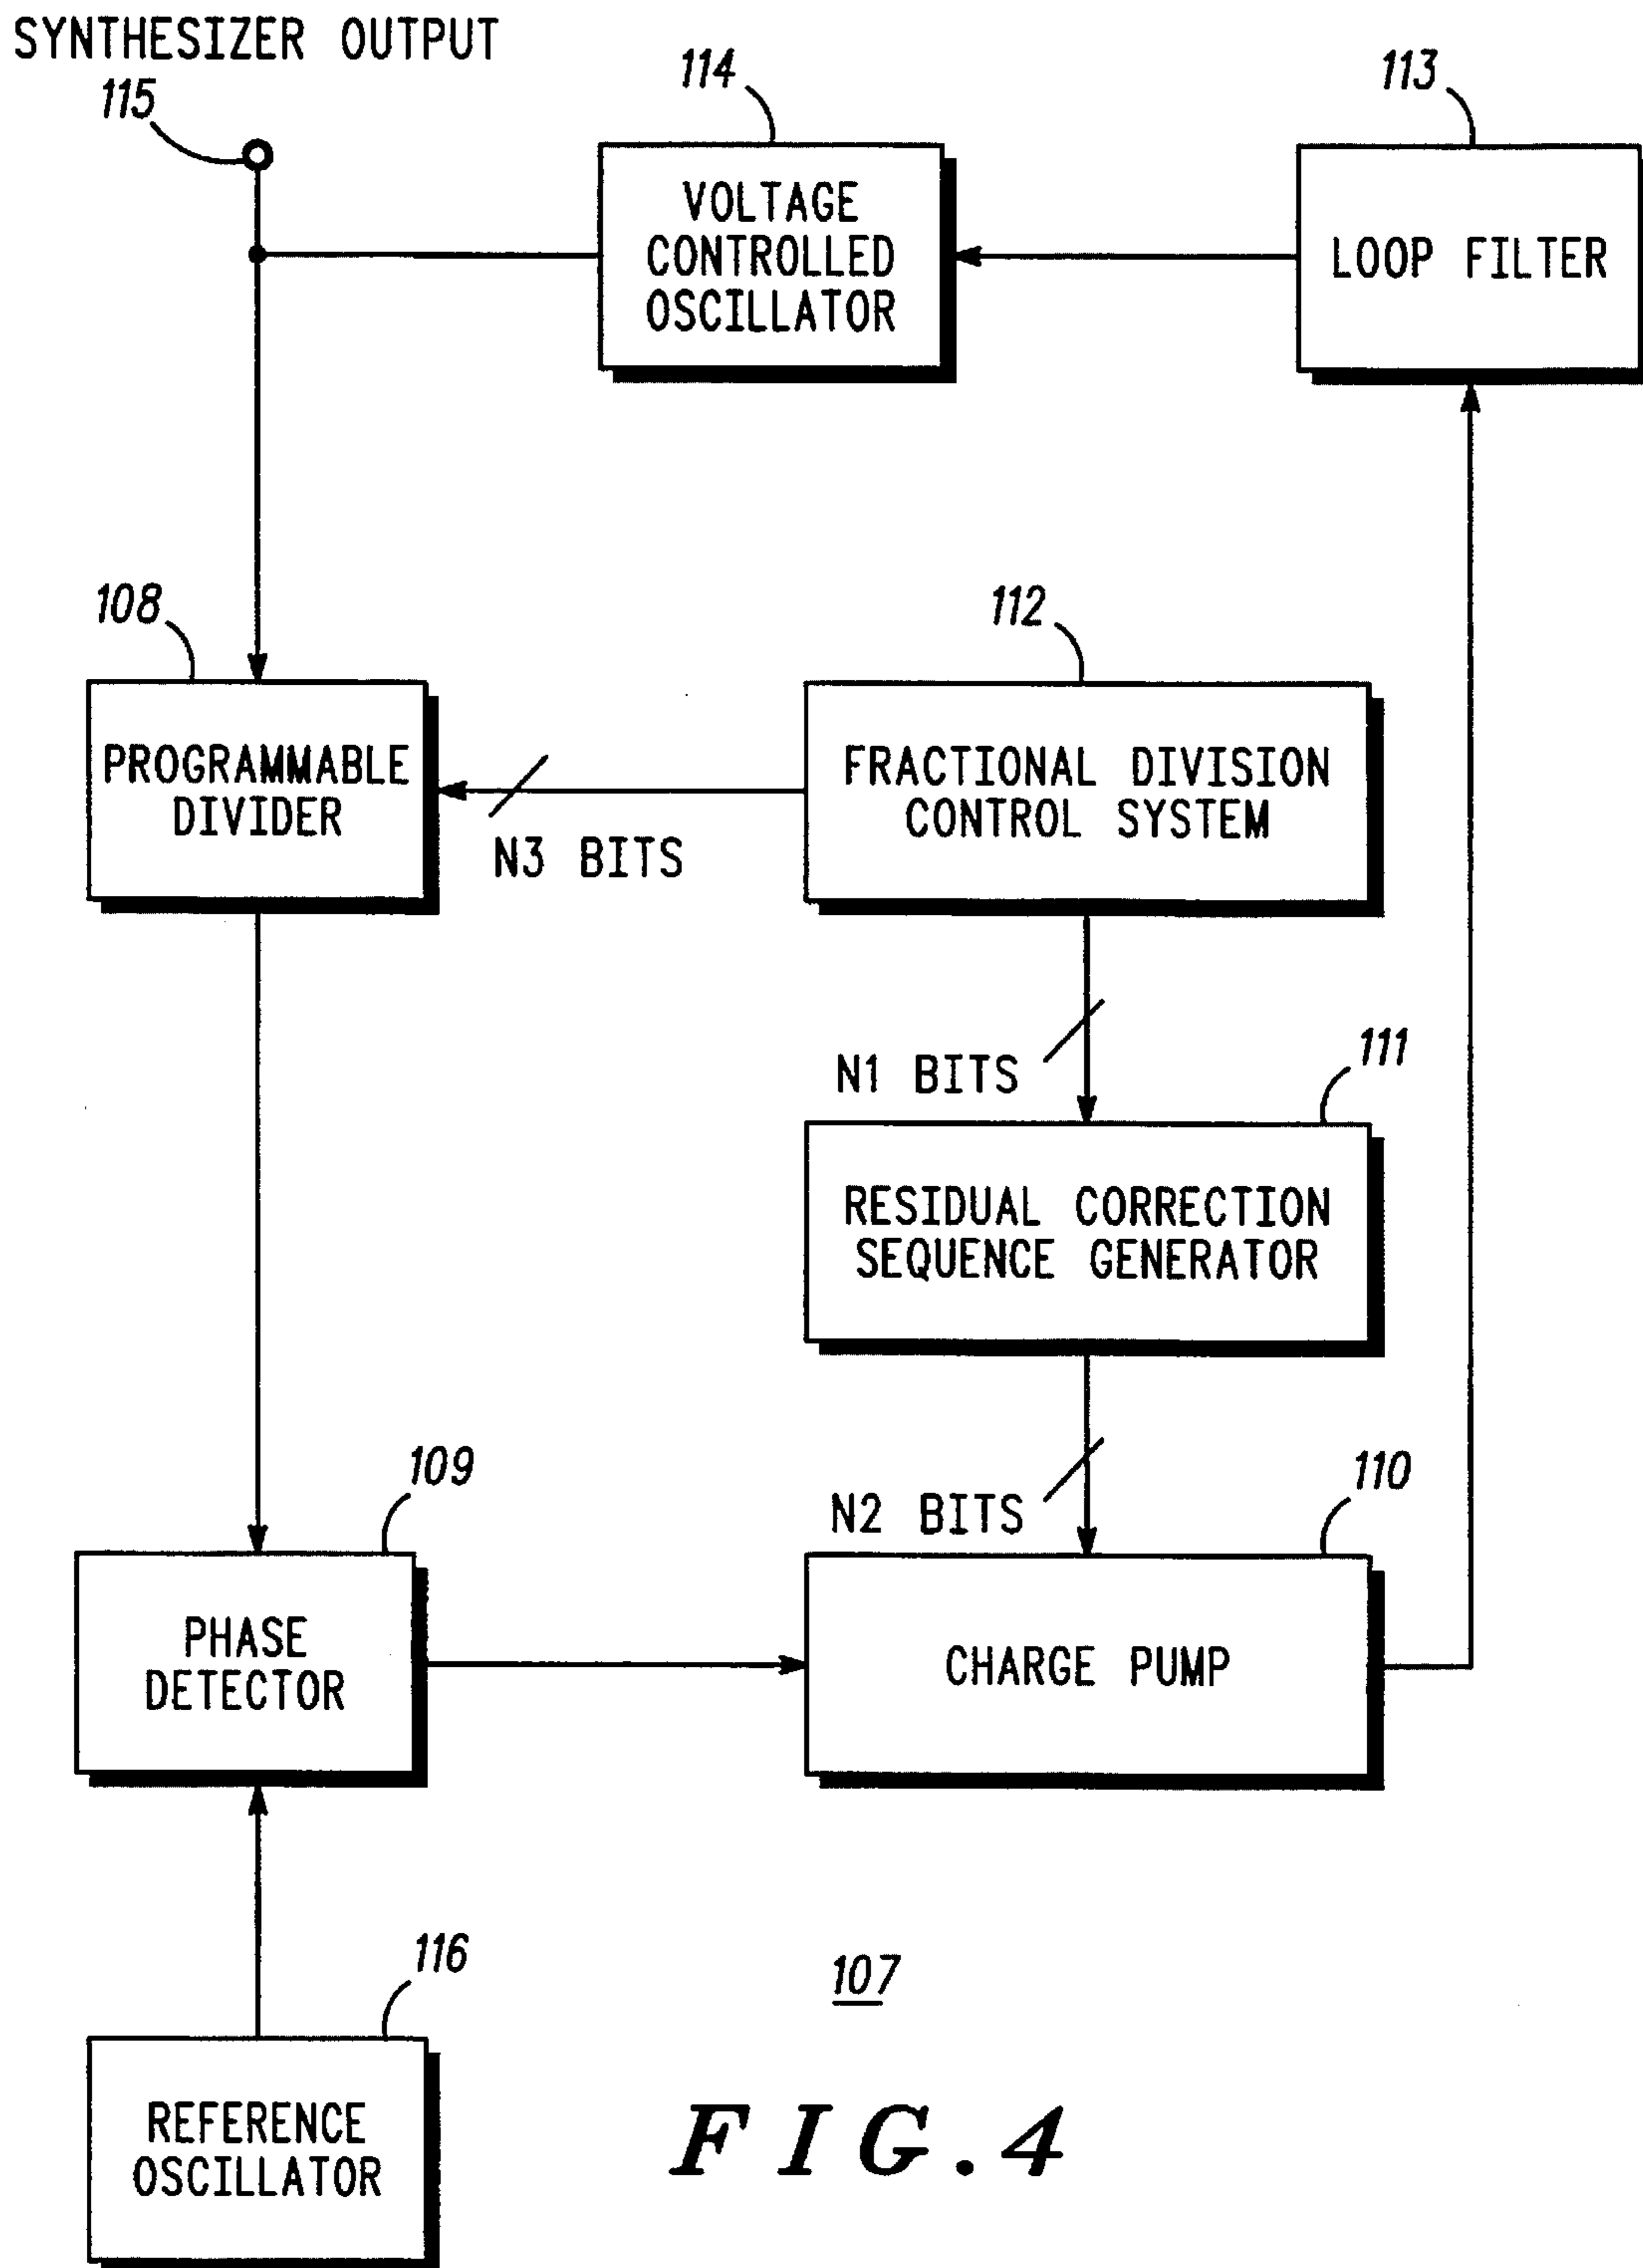 SYNTHESIZER OUTPUT
115
114
113
VOLTAGE
CONTROLLED
OSCILLATOR
LOOP FILTER
108
112
PROGRAMMABLE
DIVIDER
N3 BITS
FRACTIONAL DIVISION
CONTROL SYSTEM
N1 BITS
111
RESIDUAL CORRECTION
SEQUENCE GENERATOR
109
N2 BITS
110
PHASE
DETECTOR
CHARGE PUMP
116
107
REFERENCE
OSCILLATOR
FIG.4